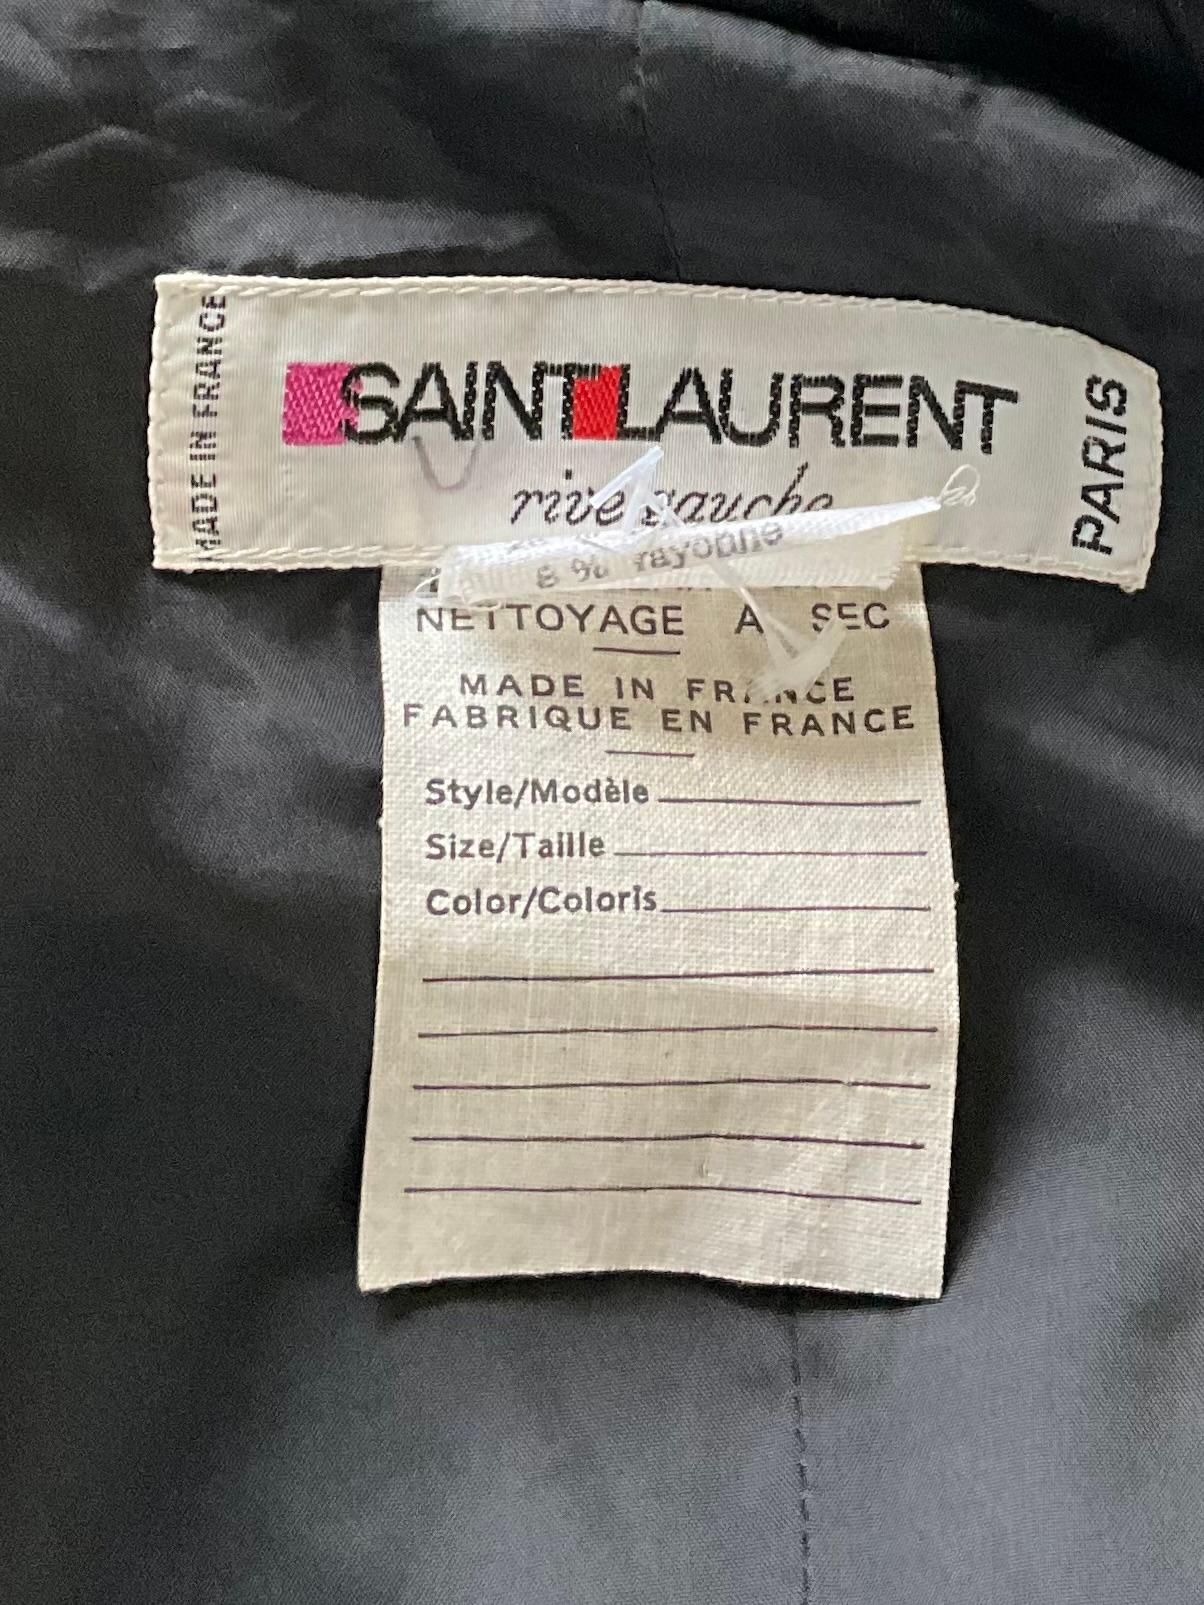 MADE IN FRANCE
SAINT LAURENT
rive gauche
PARIS
8 % rayonne
NETTOYAGE A SEC
MADE IN FRANCE
FABRIQUE EN FRANCE
Style/Modèle
Size/Taille
Color/Coloris